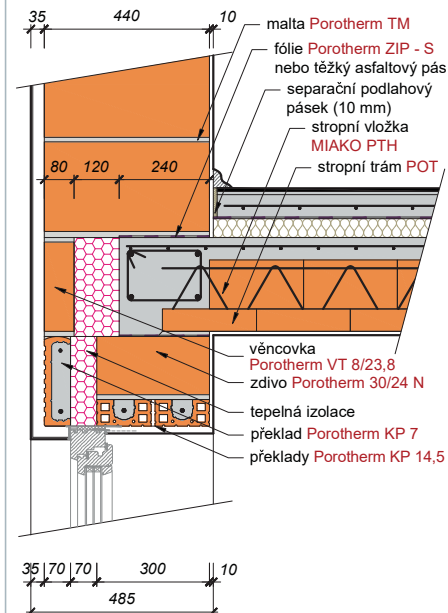 35 440 10
malta Porotherm TM
fólie Porotherm ZIP - S
nebo těžký asfaltový pás
separační podlahový
pásek (10 mm)
stropní vložka
MIAKO PTH
stropní trám POT
80 120 240
věncovka
Porotherm VT 8/23,8
zdivo Porotherm 30/24 N
tepelná izolace
překlad Porotherm KP 7
překlady Porotherm KP 14,5
35 70 70 300 10
485